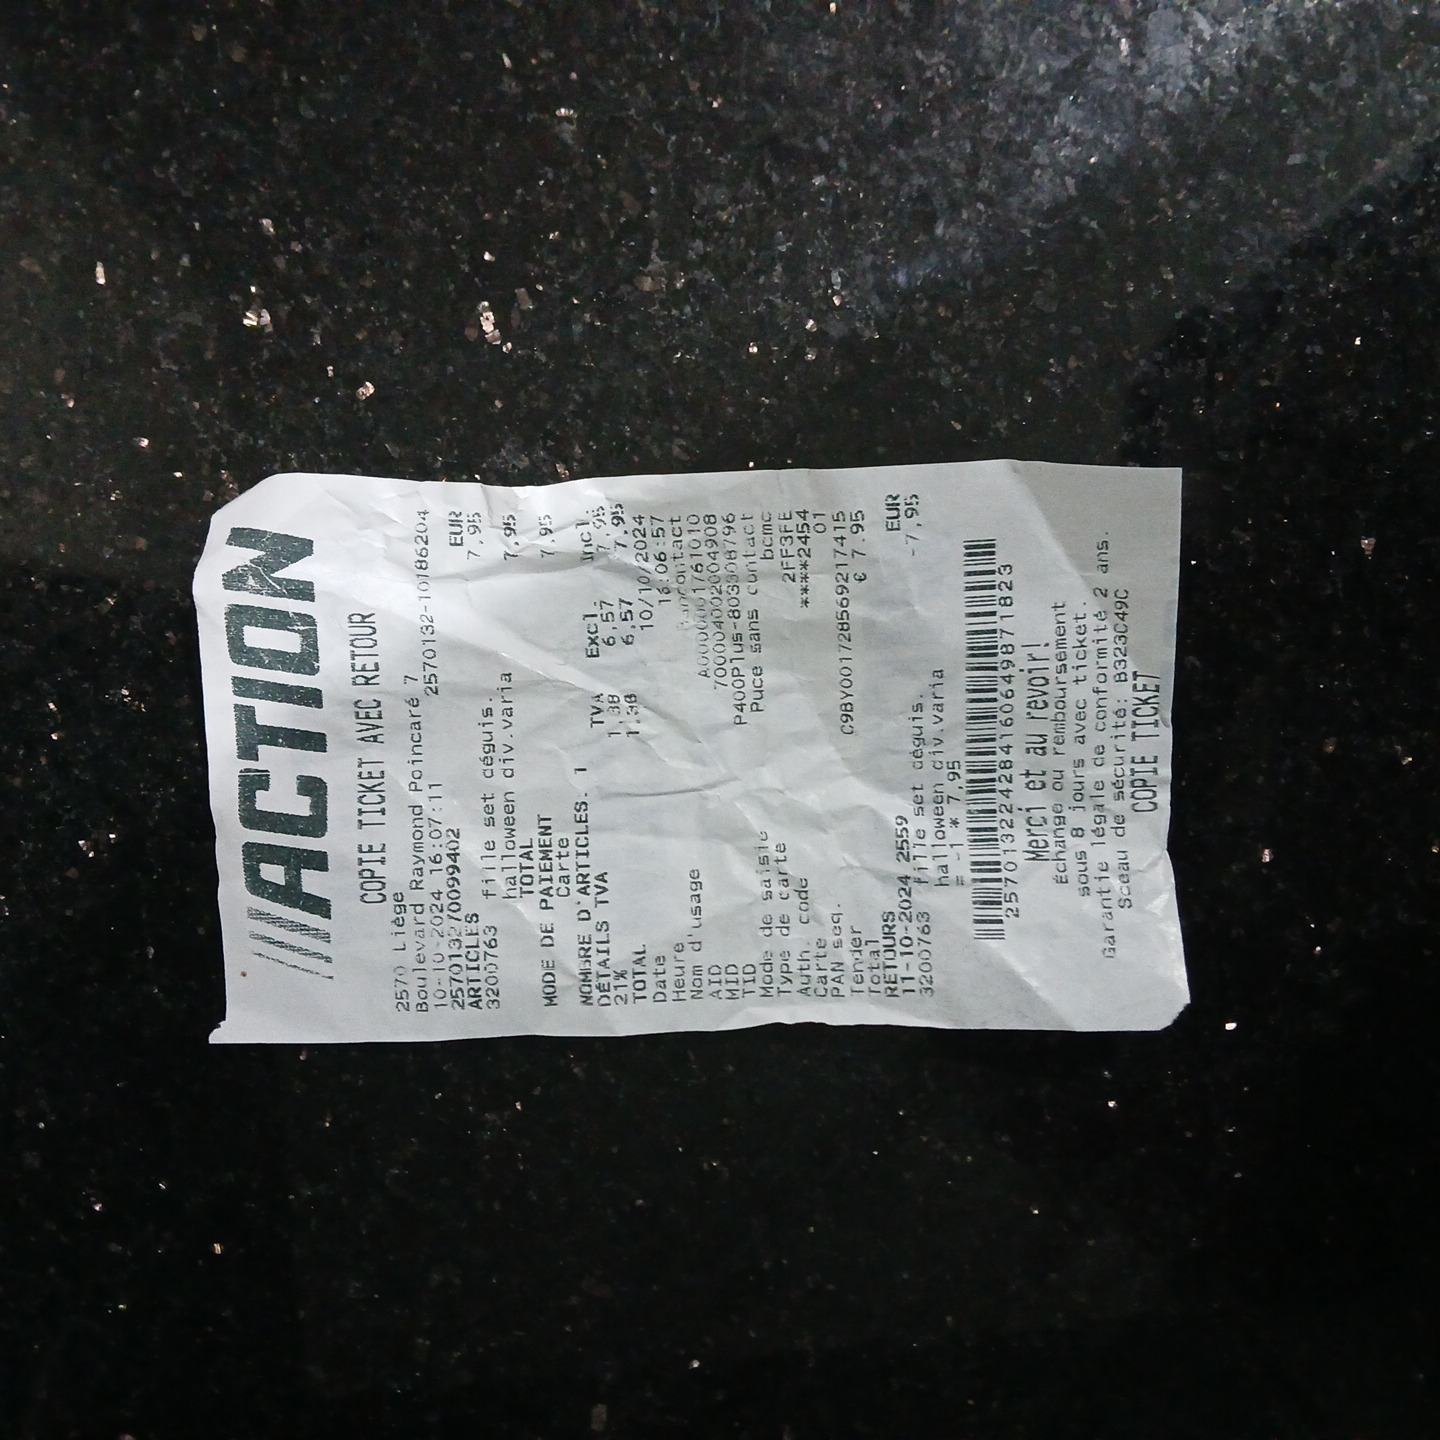 ///ACTION
COPIE TICKET AVEC RETOUR
2570 Liège
Boulevard Raymond Poincaré 7
10-10-2024 16:07:11 2570132-10186204
257013270099402
ARTICLES EUR
3200763 fille set déguis. 7,95
halloween div.varia
TOTAL 7,95
MODE DE PAIEMENT
Carte 7,95
NOMBRE D'ARTICLES. 1
DÉTAILS TVA TVA Excl. Incl.
21% 1,38 6,57 7,95
TOTAL 1,38 6,57 7,95
Date 10/10/2024
Heure 16:06:57
Nom d'usage Bancontact
AID
MID
TID P400Plus-803308796
Mode de saisie Puce sans contact
Type de carte bcmc
Auth. code 2FF3FE
Carte ****2454
PAN seq. 01
Tender C9BY001728569217415
Total € 7.95
RETOURS EUR
11-10-2024 2559
3200763 fille set déguis. -7,95
halloween div.varia
= -1 * 7,95
257013224284160649871823
Merci et au revoir!
Échange ou remboursement
sous 8 jours avec ticket.
Garantie légale de conformité 2 ans.
Sceau de sécurité: B323C49C
COPIE TICKET